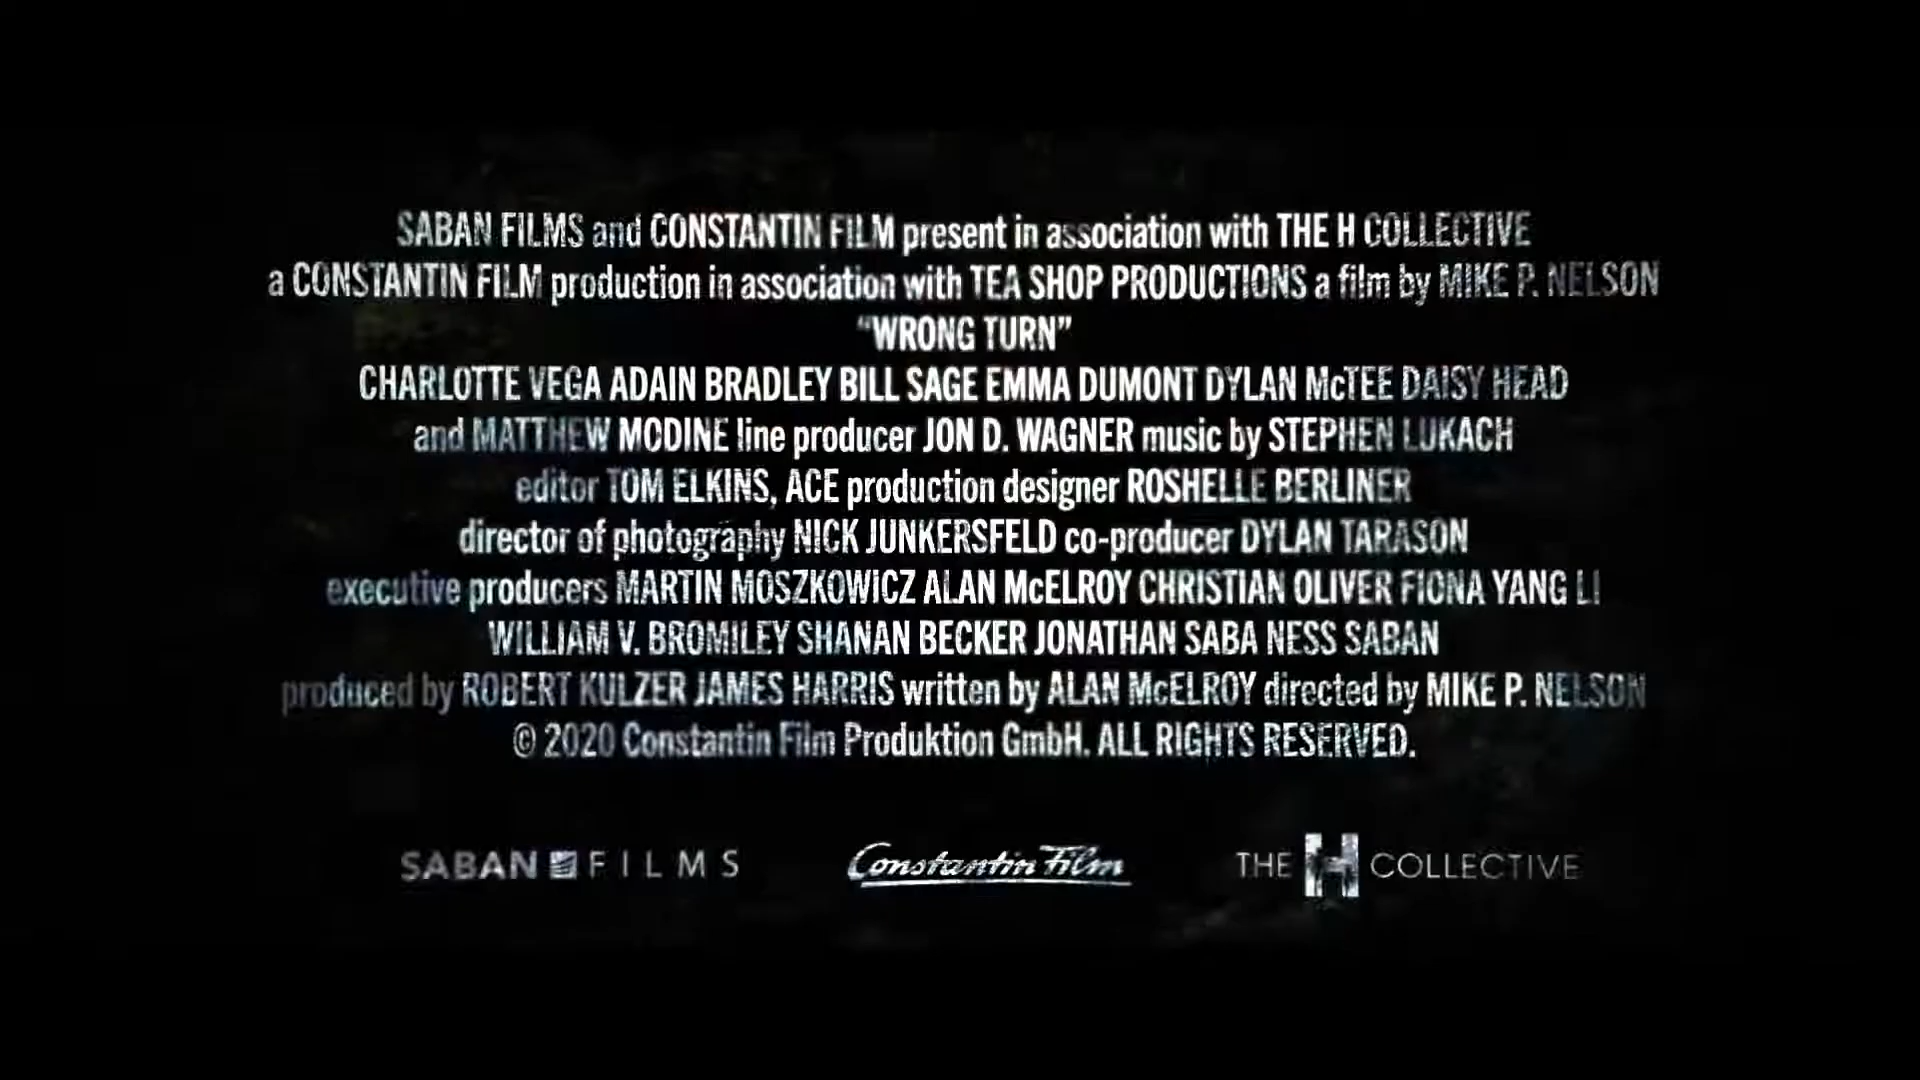 SABAN FILMS and CONSTANTIN FILM present in association with THE H COLLECTIVE
a CONSTANTIN FILM production in association with TEA SHOP PRODUCTIONS a film by MIKE P. NELSON
"WRONG TURN"
CHARLOTTE VEGA ADAIN BRADLEY BILL SAGE EMMA DUMONT DYLAN McTEE DAISY HEAD
and MATTHEW MODINE line producer JON D. WAGNER music by STEPHEN LUKACH
editor TOM ELKINS, ACE production designer ROSHELLE BERLINER
director of photography NICK JUNKERSFELD co-producer DYLAN TARASON
executive producers MARTIN MOSZKOWICZ ALAN McELROY CHRISTIAN OLIVER FIONA YANG LI
WILLIAM V. BROMILEY SHANAN BECKER JONATHAN SABA NESS SABAN
produced by ROBERT KULZER JAMES HARRIS written by ALAN McELROY directed by MIKE P. NELSON
© 2020 Constantin Film Produktion GmbH. ALL RIGHTS RESERVED.
SABAN FILMS Constantin Film THE H COLLECTIVE